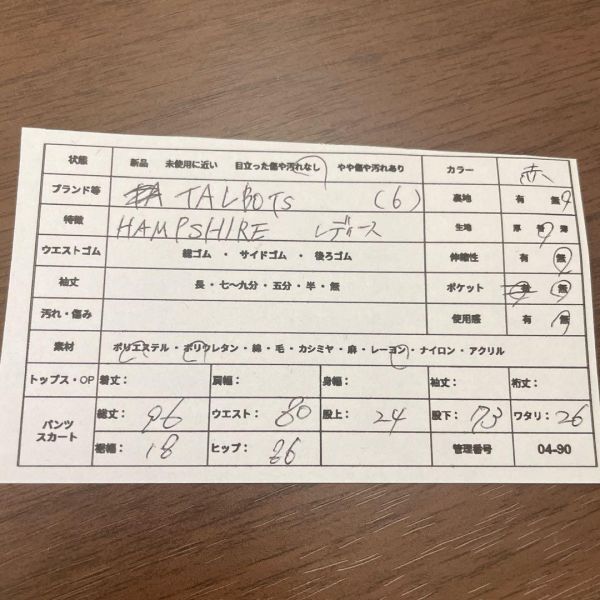 状態 新品 未使用に近い 目立った傷や汚れなし やや傷や汚れあり カラー 赤
ブランド等 TALBOTS (6) 裏地 有 無
特徴 HAMPSHIRE レディース 生地 厚 普 薄
ウエストゴム 総ゴム ・ サイドゴム ・ 後ろゴム 伸縮性 有 無
袖丈 長・七〜九分・五分・半・無 ポケット 有 無
汚れ・傷み 使用感 有 無
素材 ポリエステル・ポリウレタン・綿・毛・カシミヤ・麻・レーヨン・ナイロン・アクリル
トップス・OP 着丈: 肩幅: 身幅: 袖丈: 裄丈:
パンツ スカート 総丈: 96 ウエスト: 80 股上: 24 股下: 73 ワタリ: 26
裾幅: 18 ヒップ: 86 管理番号 04-90